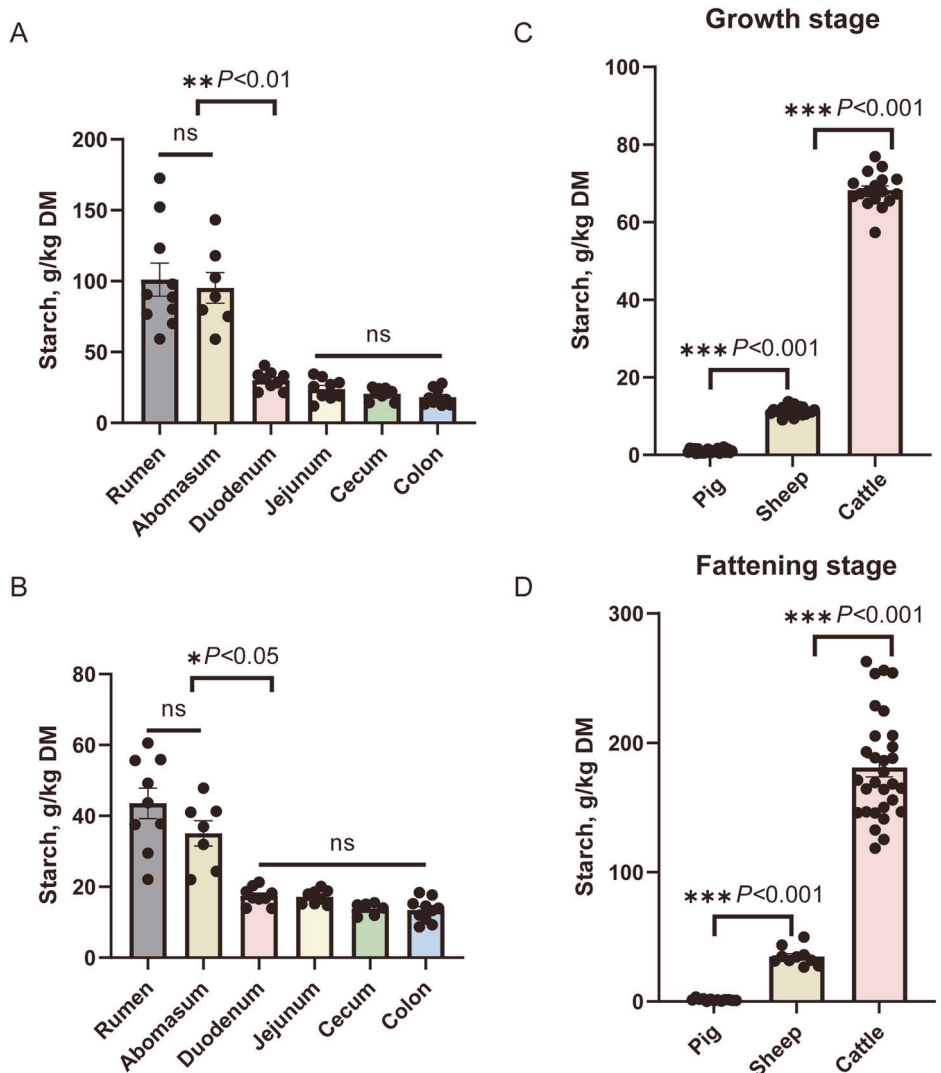 A
∗∗ P<0.01
ns
ns
Starch, g/kg DM
200
150
100
50
0
Rumen
Abomasum
Duodenum
Jejunum
Cecum
Colon
B
∗ P<0.05
ns
ns
Starch, g/kg DM
80
60
40
20
0
Rumen
Abomasum
Duodenum
Jejunum
Cecum
Colon
C
Growth stage
∗∗∗ P<0.001
∗∗∗ P<0.001
Starch, g/kg DM
100
80
60
40
20
0
Pig
Sheep
Cattle
D
Fattening stage
∗∗∗ P<0.001
∗∗∗ P<0.001
Starch, g/kg DM
300
200
100
0
Pig
Sheep
Cattle